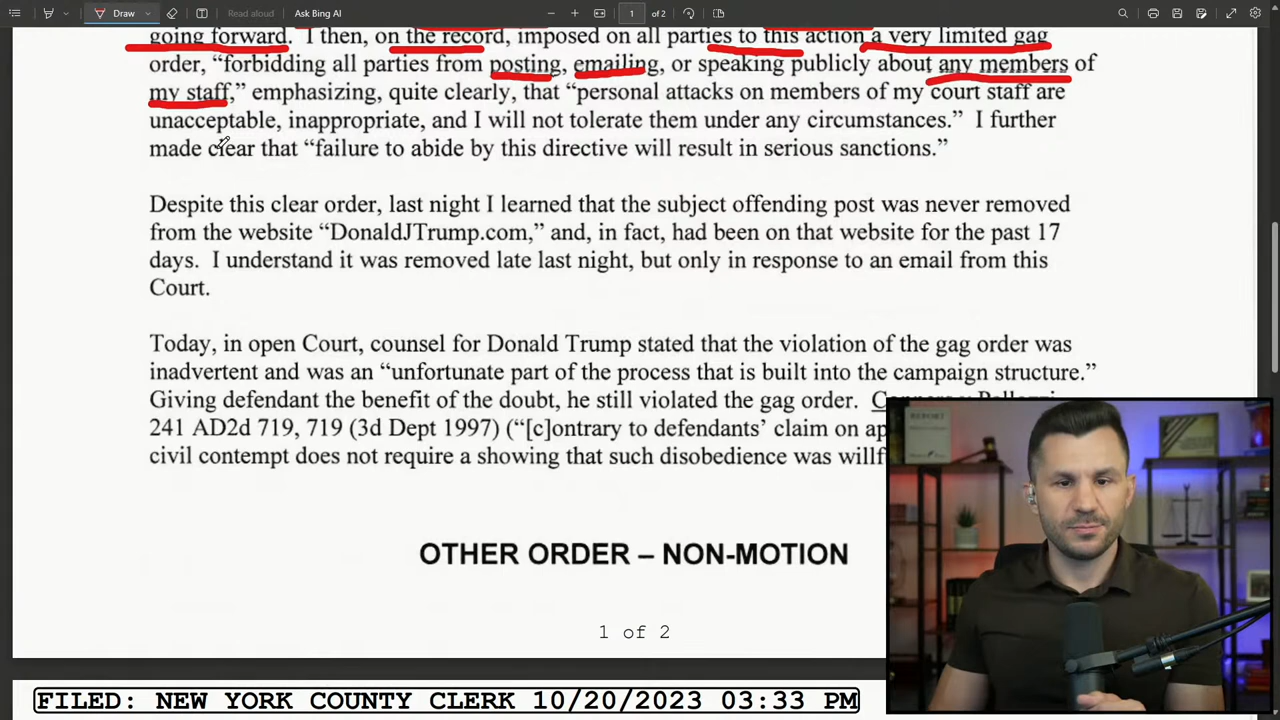 Draw
Read aloud
Ask Bing AI
1
of 2
going forward. I then, on the record, imposed on all parties to this action a very limited gag
order, “forbidding all parties from posting, emailing, or speaking publicly about any members of
my staff,” emphasizing, quite clearly, that “personal attacks on members of my court staff are
unacceptable, inappropriate, and I will not tolerate them under any circumstances.” I further
made clear that “failure to abide by this directive will result in serious sanctions.”
Despite this clear order, last night I learned that the subject offending post was never removed
from the website “DonaldJTrump.com,” and, in fact, had been on that website for the past 17
days. I understand it was removed late last night, but only in response to an email from this
Court.
Today, in open Court, counsel for Donald Trump stated that the violation of the gag order was
inadvertent and was an “unfortunate part of the process that is built into the campaign structure.”
Giving defendant the benefit of the doubt, he still violated the gag order.
241 AD2d 719, 719 (3d Dept 1997) (“[c]ontrary to defendants’ claim on
civil contempt does not require a showing that such disobedience was
OTHER ORDER – NON-MOTION
1 of 2
FILED: NEW YORK COUNTY CLERK 10/20/2023 03:33 PM